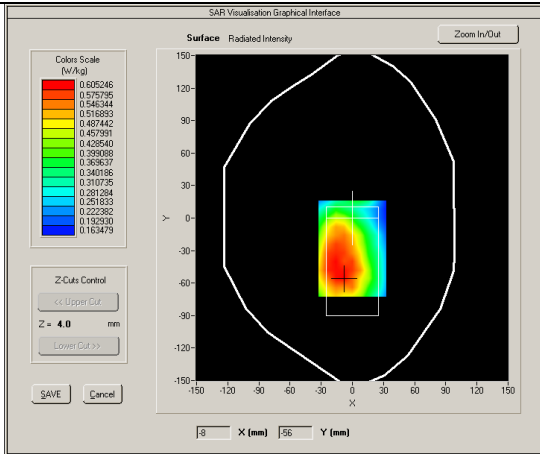 SAR Visualisation Graphical Interface
Surface Radiated Intensity
Zoom In/Out
Colors Scale
(W/kg)
0.605246
0.575795
0.546344
0.516893
0.487442
0.457991
0.428540
0.399088
0.369637
0.340186
0.310735
0.281284
0.251833
0.222382
0.192930
0.163479
Z-Cuts Control
<< Upper Cut
Z = 4.0 mm
Lower Cut >>
SAVE Cancel
150
120
90
60
30
0
-30
-60
-90
-120
-150
Y
-150 -120 -90 -60 -30 0 30 60 90 120 150
X
-8 X (mm) -56 Y (mm)